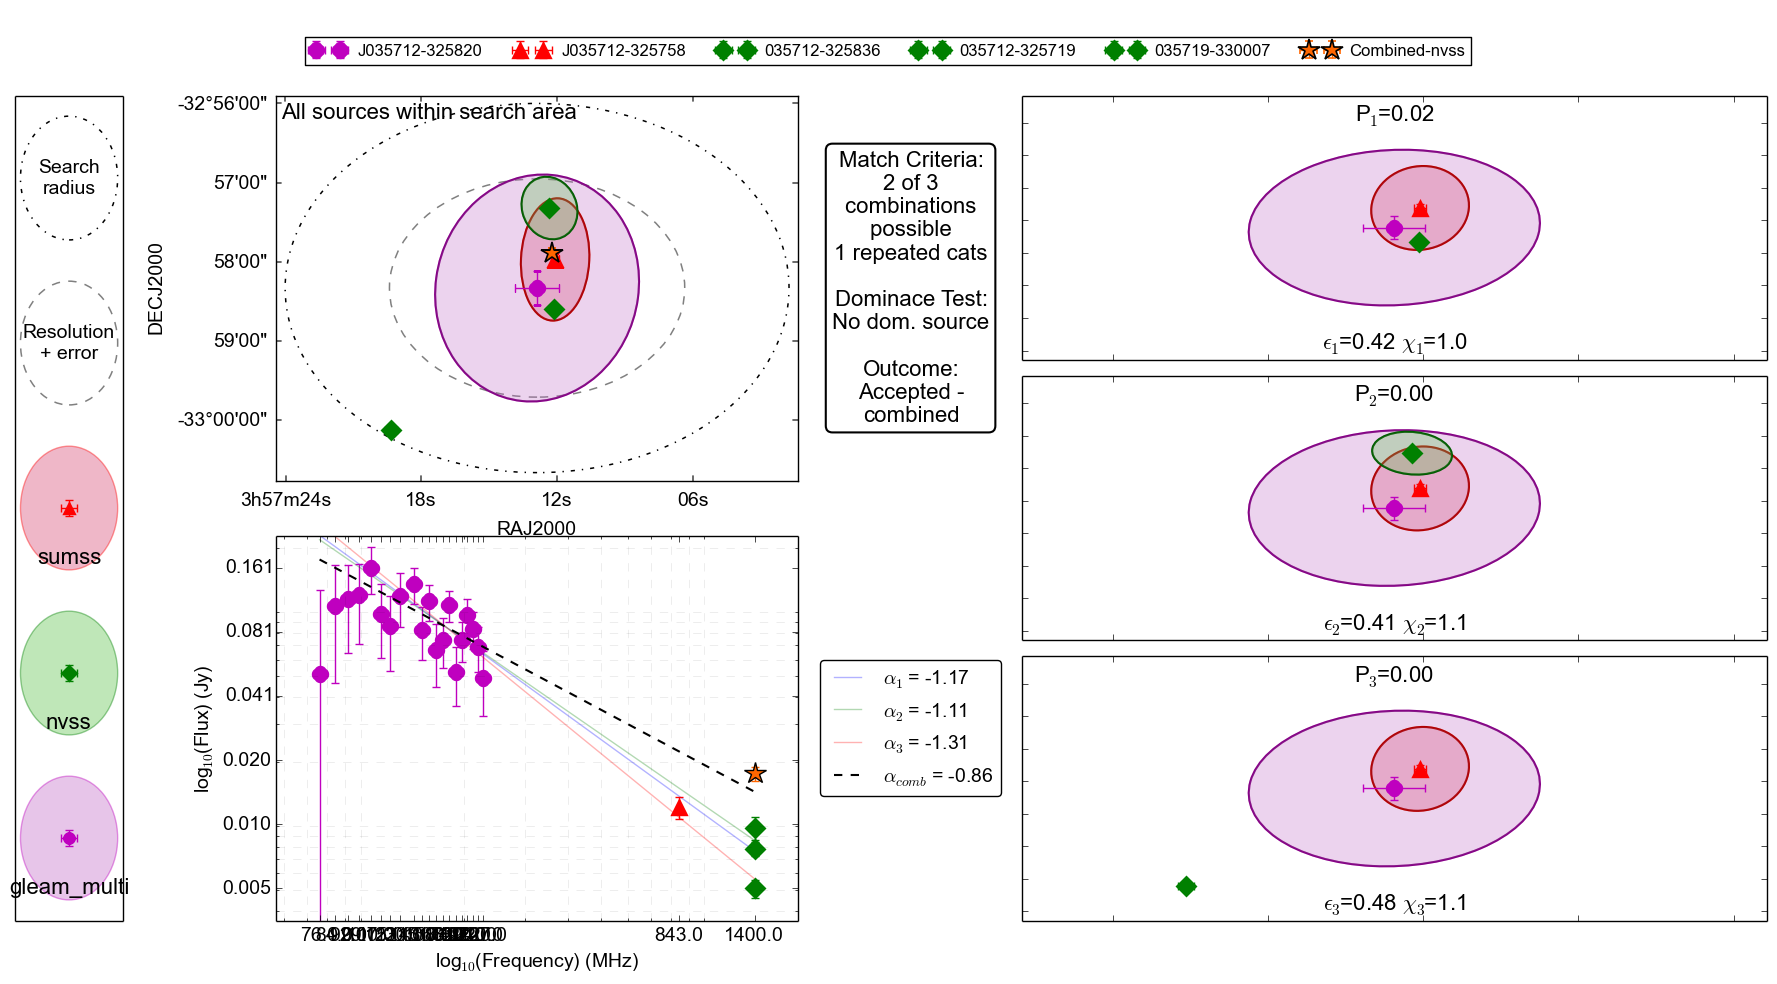 J035712-325820
J035712-325758
035712-325836
035712-325719
035719-330007
Combined-nvss
Search
radius
Resolution
+ error
sumss
nvss
gleam_multi
All sources within search area
-32°56'00"
57'00"
58'00"
59'00"
-33°00'00"
DECJ2000
3h57m24s
18s
12s
06s
RAJ2000
Match Criteria:
2 of 3
combinations
possible
1 repeated cats
Dominace Test:
No dom. source
Outcome:
Accepted -
combined
P1=0.02
ϵ1=0.42 χ1=1.0
P2=0.00
ϵ2=0.41 χ2=1.1
P3=0.00
ϵ3=0.48 χ3=1.1
0.161
0.081
0.041
0.020
0.010
0.005
log10(Flux) (Jy)
843.0
1400.0
log10(Frequency) (MHz)
α1 = -1.17
α2 = -1.11
α3 = -1.31
αcomb = -0.86